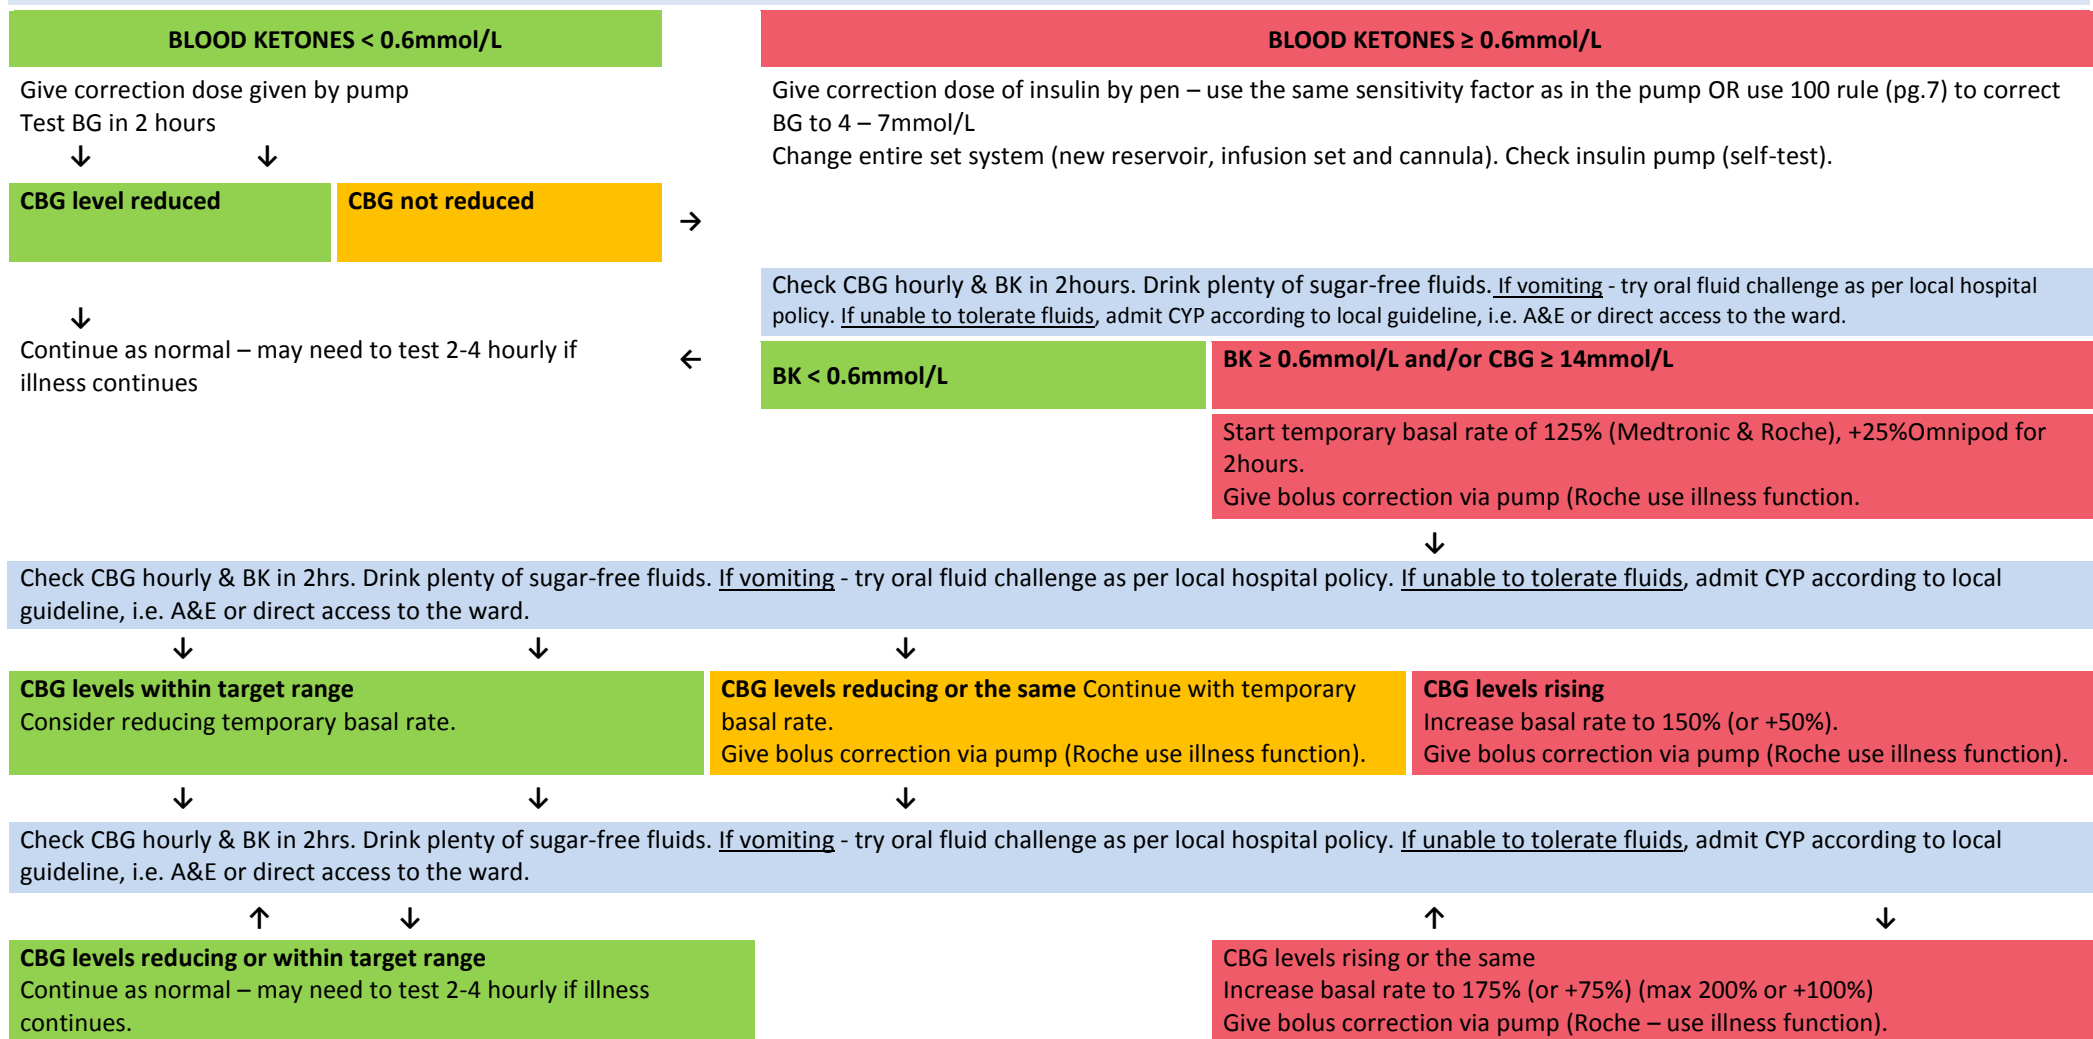 BLOOD KETONES < 0.6mmol/L
BLOOD KETONES ≥ 0.6mmol/L
Give correction dose given by pump
Test BG in 2 hours
↓ ↓
CBG level reduced
CBG not reduced
→
Give correction dose of insulin by pen – use the same sensitivity factor as in the pump OR use 100 rule (pg.7) to correct
BG to 4 – 7mmol/L
Change entire set system (new reservoir, infusion set and cannula). Check insulin pump (self-test).
Check CBG hourly & BK in 2hours. Drink plenty of sugar-free fluids. If vomiting - try oral fluid challenge as per local hospital
policy. If unable to tolerate fluids, admit CYP according to local guideline, i.e. A&E or direct access to the ward.
↓
Continue as normal – may need to test 2-4 hourly if
illness continues
←
BK < 0.6mmol/L
BK ≥ 0.6mmol/L and/or CBG ≥ 14mmol/L
Start temporary basal rate of 125% (Medtronic & Roche), +25%Omnipod for
2hours.
Give bolus correction via pump (Roche use illness function.
↓
Check CBG hourly & BK in 2hrs. Drink plenty of sugar-free fluids. If vomiting - try oral fluid challenge as per local hospital policy. If unable to tolerate fluids, admit CYP according to local
guideline, i.e. A&E or direct access to the ward.
↓ ↓ ↓
CBG levels within target range
Consider reducing temporary basal rate.
CBG levels reducing or the same Continue with temporary
basal rate.
Give bolus correction via pump (Roche use illness function).
CBG levels rising
Increase basal rate to 150% (or +50%).
Give bolus correction via pump (Roche use illness function).
↓ ↓ ↓
Check CBG hourly & BK in 2hrs. Drink plenty of sugar-free fluids. If vomiting - try oral fluid challenge as per local hospital policy. If unable to tolerate fluids, admit CYP according to local
guideline, i.e. A&E or direct access to the ward.
↑ ↓ ↑ ↓
CBG levels reducing or within target range
Continue as normal – may need to test 2-4 hourly if illness
continues.
CBG levels rising or the same
Increase basal rate to 175% (or +75%) (max 200% or +100%)
Give bolus correction via pump (Roche – use illness function).